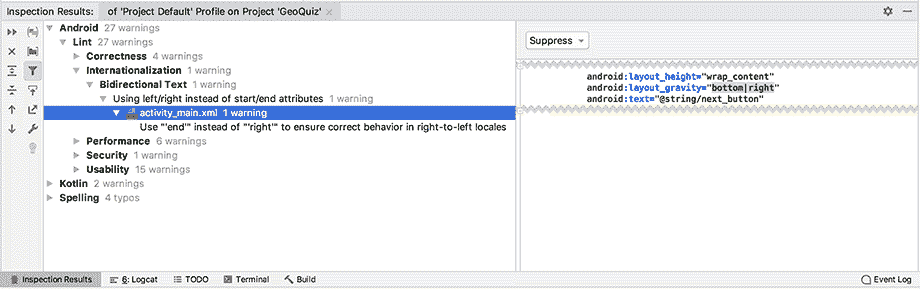 Inspection Results: of 'Project Default' Profile on Project 'GeoQuiz' ×
Android 27 warnings
Lint 27 warnings
Correctness 4 warnings
Internationalization 1 warning
Bidirectional Text 1 warning
Using left/right instead of start/end attributes 1 warning
activity_main.xml 1 warning
Use "'end'" instead of "'right'" to ensure correct behavior in right-to-left locales
Performance 6 warnings
Security 1 warning
Usability 15 warnings
Kotlin 2 warnings
Spelling 4 typos
Suppress
android:layout_height="wrap_content"
android:layout_gravity="bottom|right"
android:text="@string/next_button"
Inspection Results 6: Logcat TODO Terminal Build Event Log